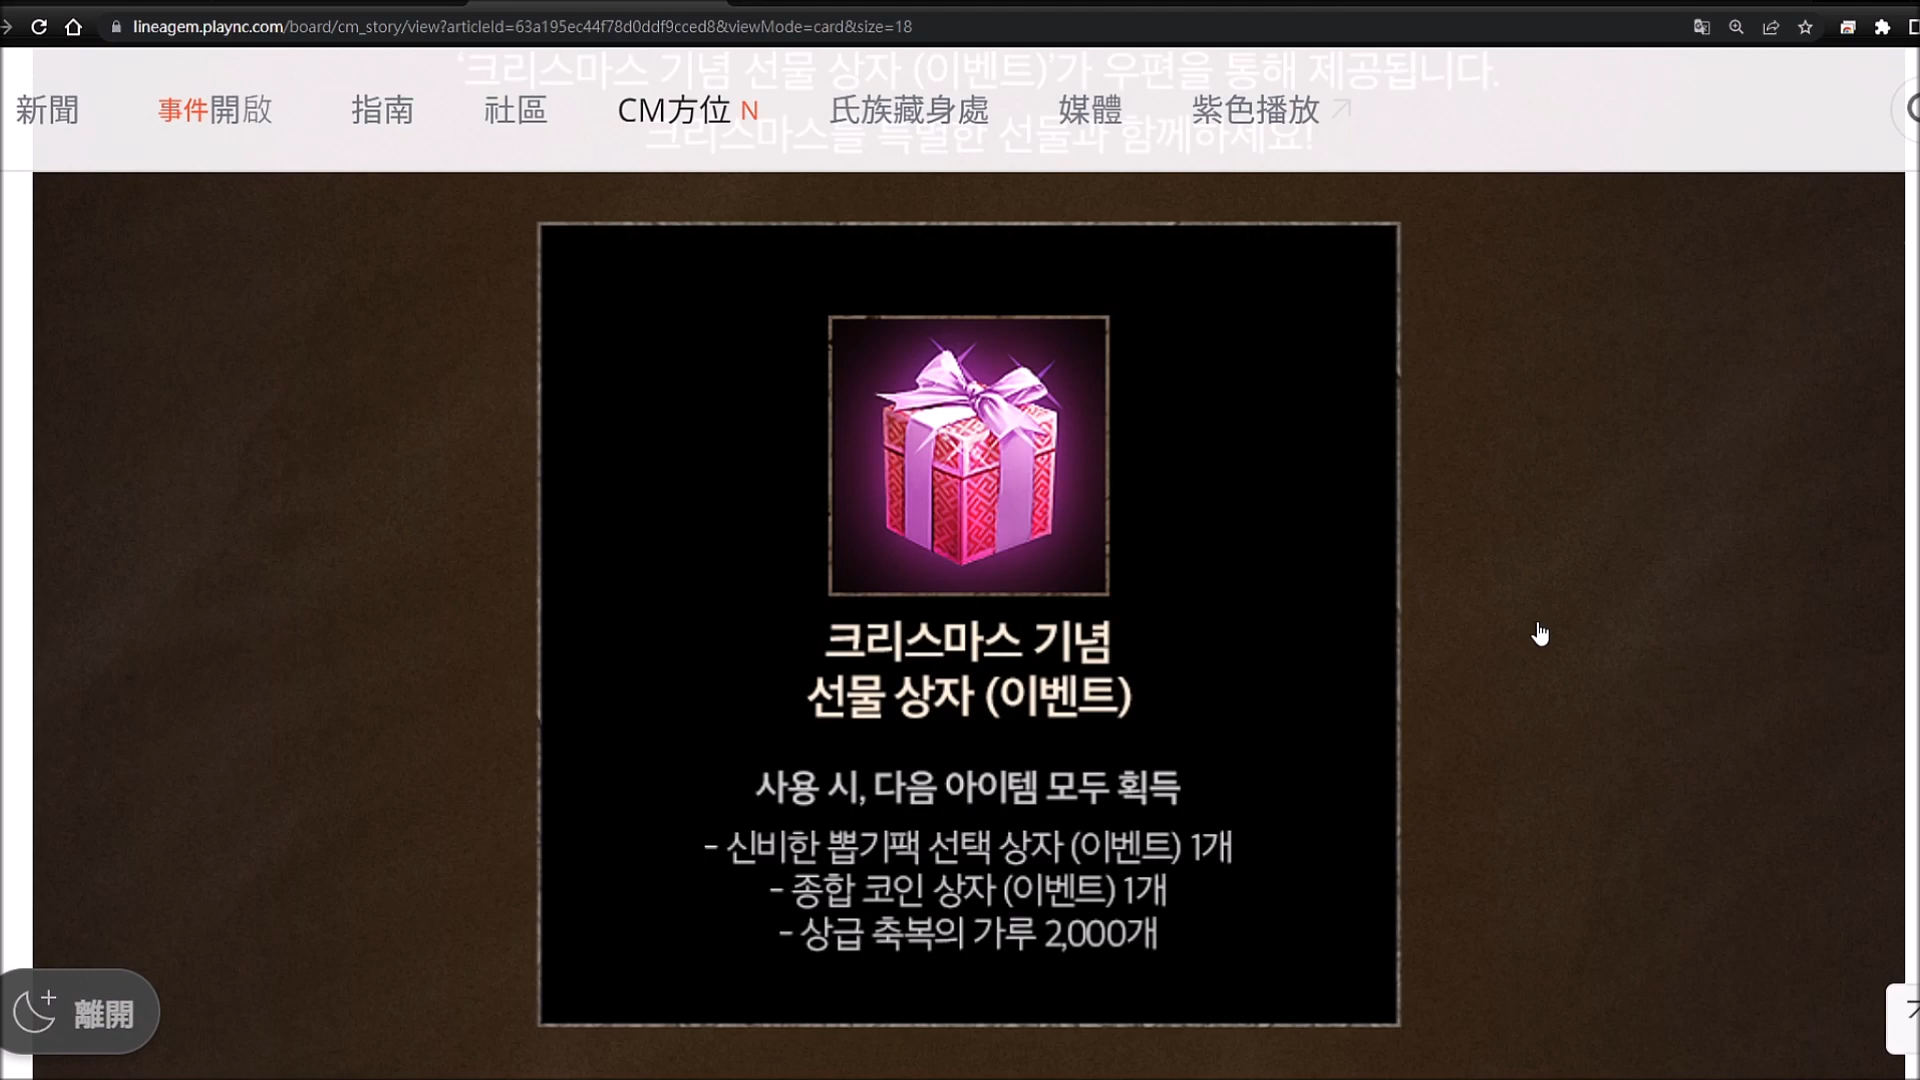 lineagem.plaync.com/board/cm_story/view?articleId=63a195ec44f78d0ddf9cced8&viewMode=card&size=18
'크리스마스 기념 선물 상자 (이벤트)'가 우편을 통해 제공됩니다.
新聞 事件開啟 指南 社區 CM方位 N 氏族藏身處 媒體 紫色播放
크리스마스를 특별한 선물과 함께하세요!
크리스마스 기념
선물 상자 (이벤트)
사용 시, 다음 아이템 모두 획득
- 신비한 뽑기팩 선택 상자 (이벤트) 1개
- 종합 코인 상자 (이벤트) 1개
- 상급 축복의 가루 2,000개
離開